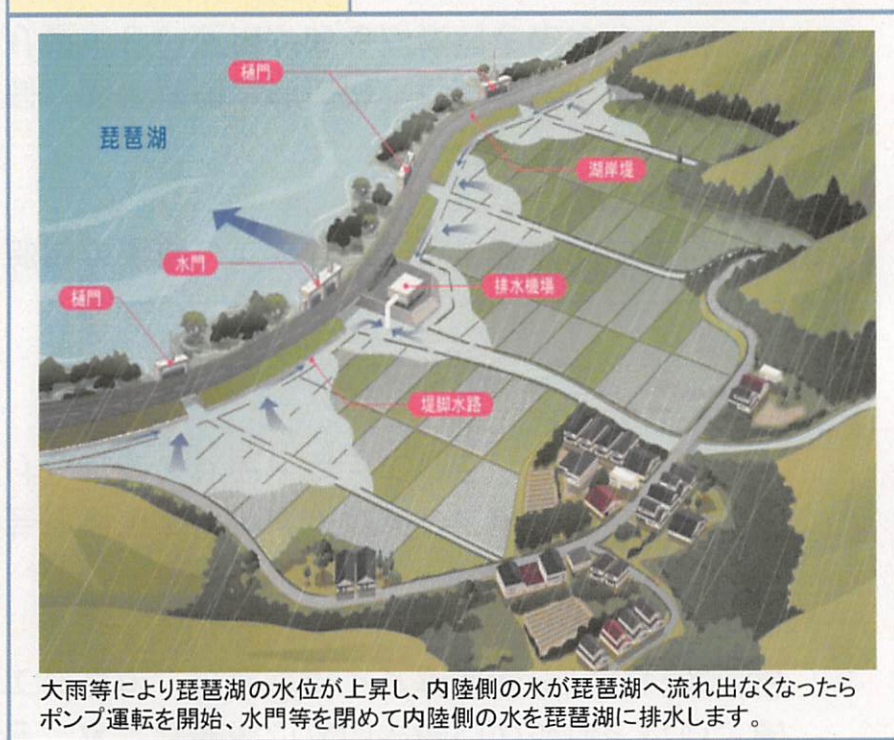 樋門
琵琶湖
湖岸堤
水門
排水機場
樋門
堤脚水路
大雨等により琵琶湖の水位が上昇し、内陸側の水が琵琶湖へ流れ出なくなったら
ポンプ運転を開始、水門等を閉めて内陸側の水を琵琶湖に排水します。